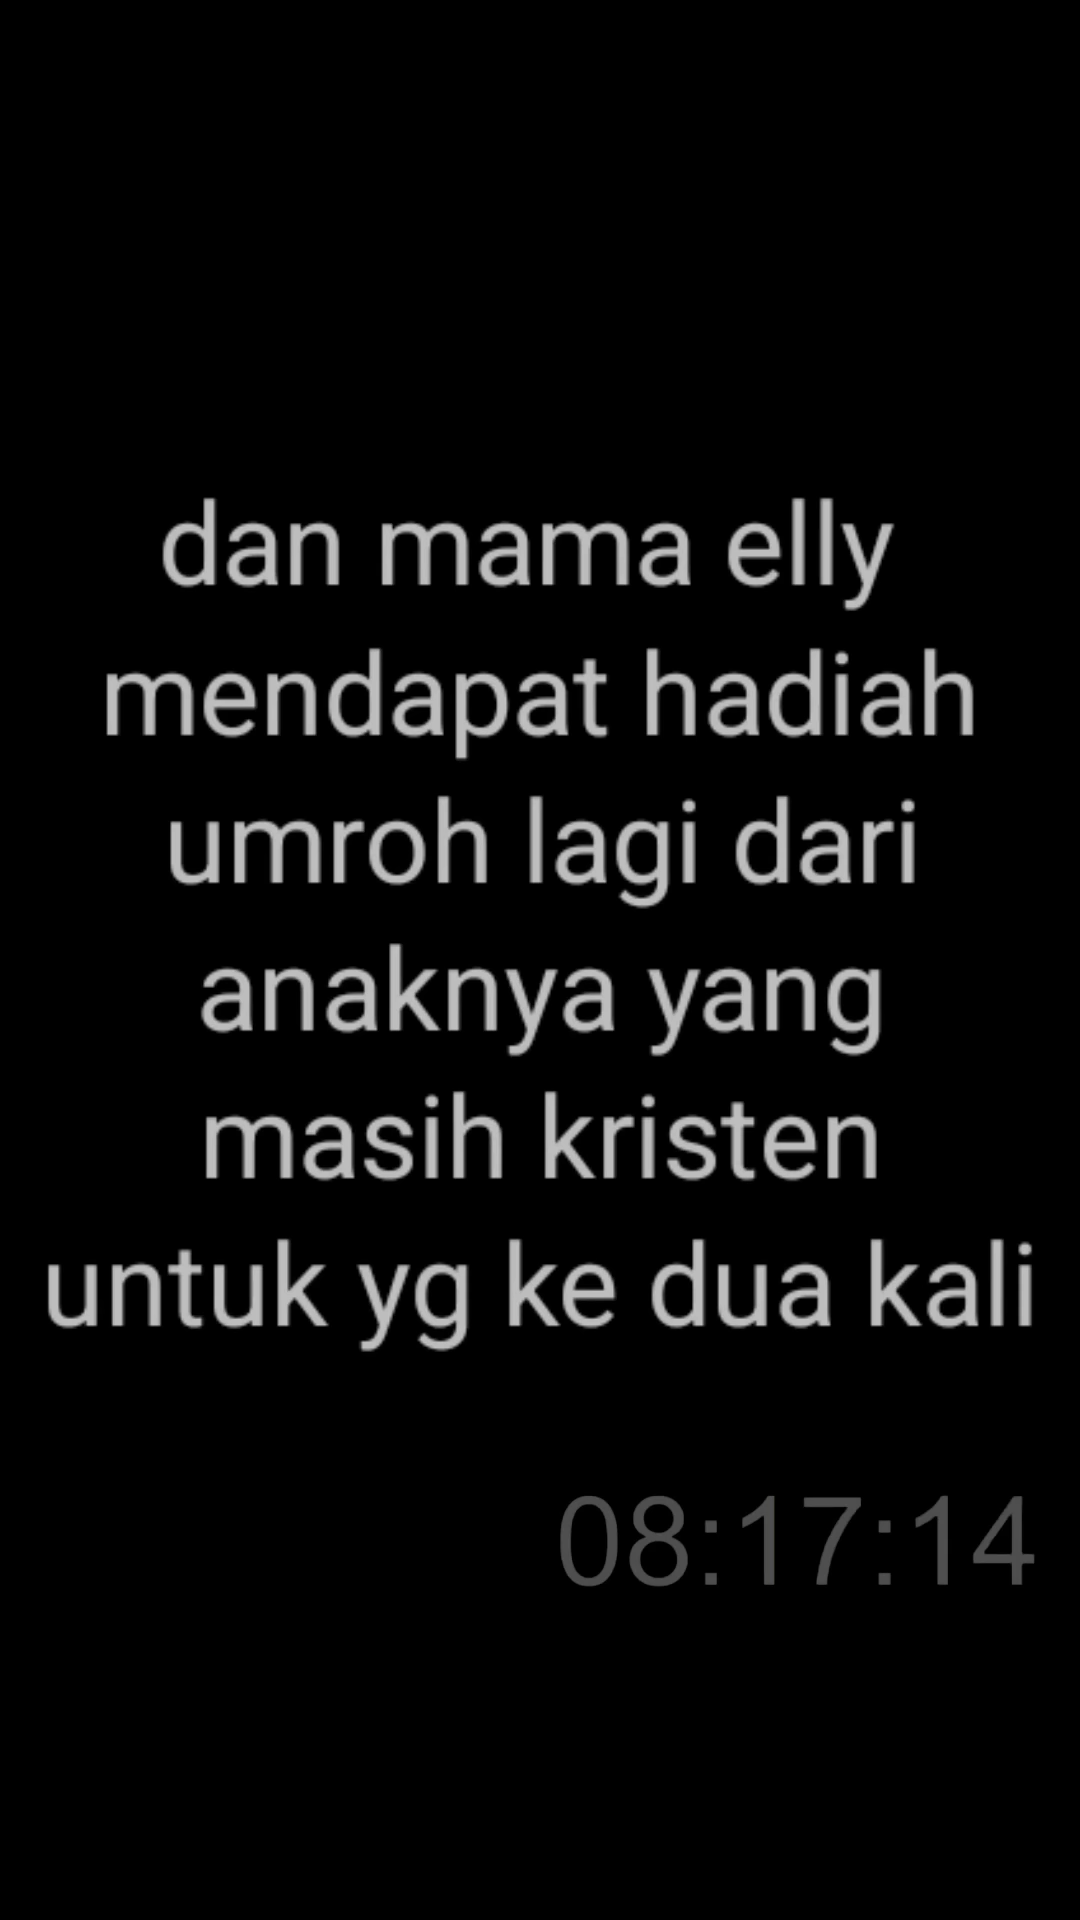 dan mama elly
mendapat hadiah
umroh lagi dari
anaknya yang
masih kristen
untuk yg ke dua kali
08:17:14